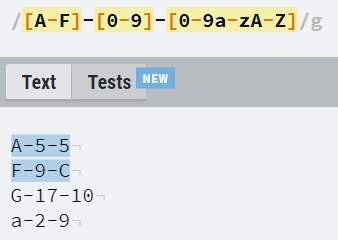 /[A-F]-[0-9]-[0-9a-zA-Z]/g
Text Tests NEW
A-5-5¬
F-9-C¬
G-17-10¬
a-2-9¬